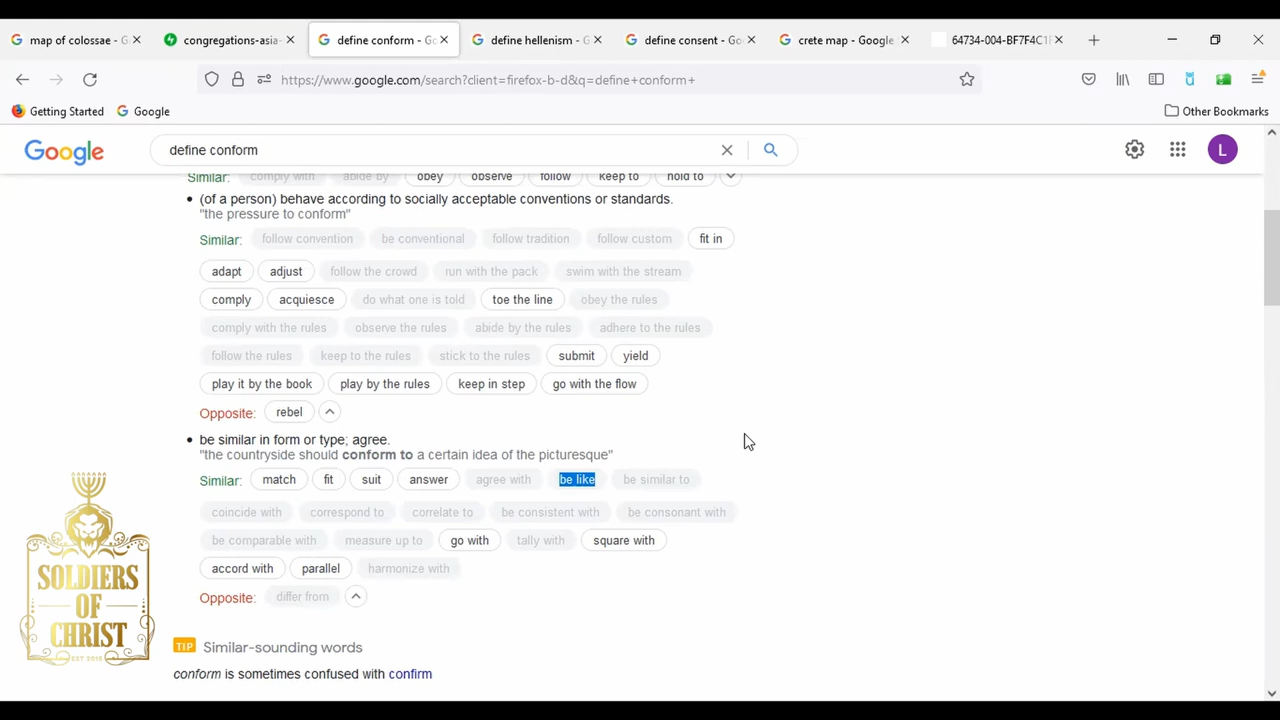 map of colossae - G
congregations-asia-
define conform - Go
define hellenism - G
define consent - Goo
crete map - Google
64734-004-BF7F4C1F
https://www.google.com/search?client=firefox-b-d&q=define+conform+
Getting Started
Google
Other Bookmarks
Google
define conform
L
Similar: comply with abide by obey observe follow keep to hold to
(of a person) behave according to socially acceptable conventions or standards.
"the pressure to conform"
Similar: follow convention be conventional follow tradition follow custom fit in
adapt adjust follow the crowd run with the pack swim with the stream
comply acquiesce do what one is told toe the line obey the rules
comply with the rules observe the rules abide by the rules adhere to the rules
follow the rules keep to the rules stick to the rules submit yield
play it by the book play by the rules keep in step go with the flow
Opposite: rebel
be similar in form or type; agree.
"the countryside should conform to a certain idea of the picturesque"
Similar: match fit suit answer agree with be like be similar to
coincide with correspond to correlate to be consistent with be consonant with
be comparable with measure up to go with tally with square with
accord with parallel harmonize with
Opposite: differ from
TIP Similar-sounding words
conform is sometimes confused with confirm
SOLDIERS
OF
CHRIST
EST 2015